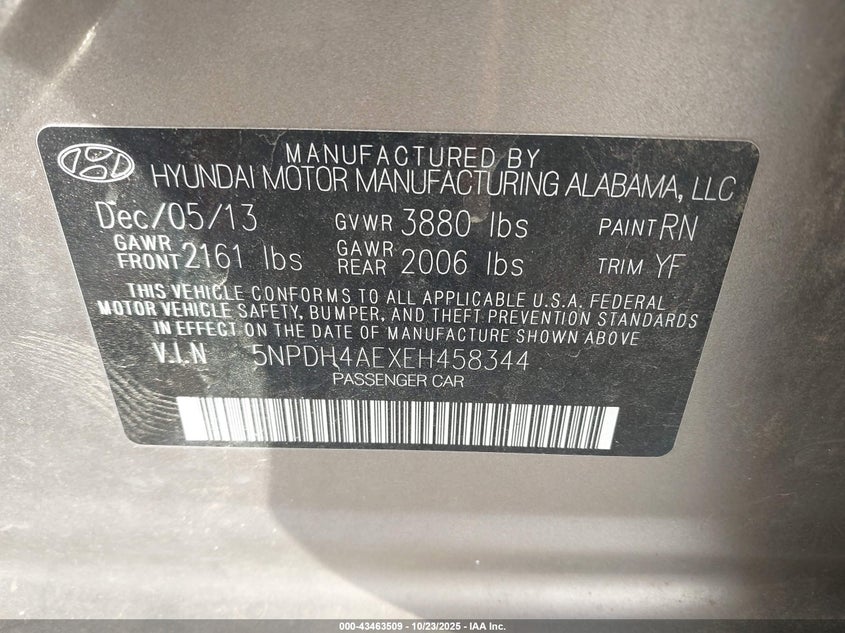 MANUFACTURED BY
HYUNDAI MOTOR MANUFACTURING ALABAMA, LLC
Dec/05/13 GVWR 3880 lbs PAINT RN
GAWR FRONT 2161 lbs GAWR REAR 2006 lbs TRIM YF
THIS VEHICLE CONFORMS TO ALL APPLICABLE U.S.A. FEDERAL
MOTOR VEHICLE SAFETY, BUMPER, AND THEFT PREVENTION STANDARDS
IN EFFECT ON THE DATE OF MANUFACTURE SHOWN ABOVE
V.I.N 5NPDH4AEXEH458344
PASSENGER CAR
000-43463509 - 10/23/2025 - IAA Inc.